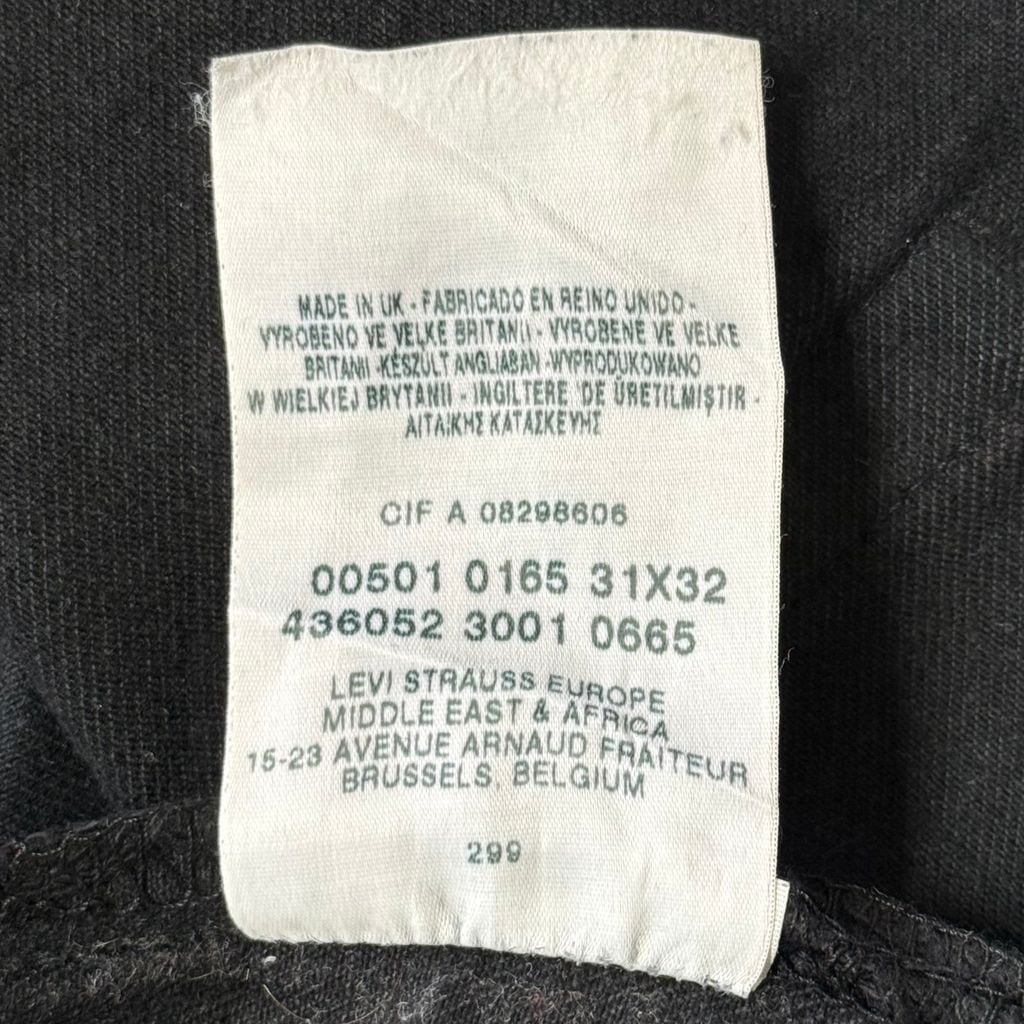 MADE IN UK - FABRICADO EN REINO UNIDO -
VYROBENO VE VELKE BRITANII - VYROBENE VE VELKE
BRITANII - KÉSZÜLT ANGLIABAN - WYPRODUKOWANO
W WIELKIEJ BRYTANII - INGILTERE 'DE ÜRETILMIŞTIR -
ΑΓΓΛΙΚΗΣ ΚΑΤΑΣΚΕΥΗΣ
CIF A 08298606
00501 0165 31X32
436052 3001 0665
LEVI STRAUSS EUROPE
MIDDLE EAST & AFRICA
15-23 AVENUE ARNAUD FRAITEUR
BRUSSELS, BELGIUM
299